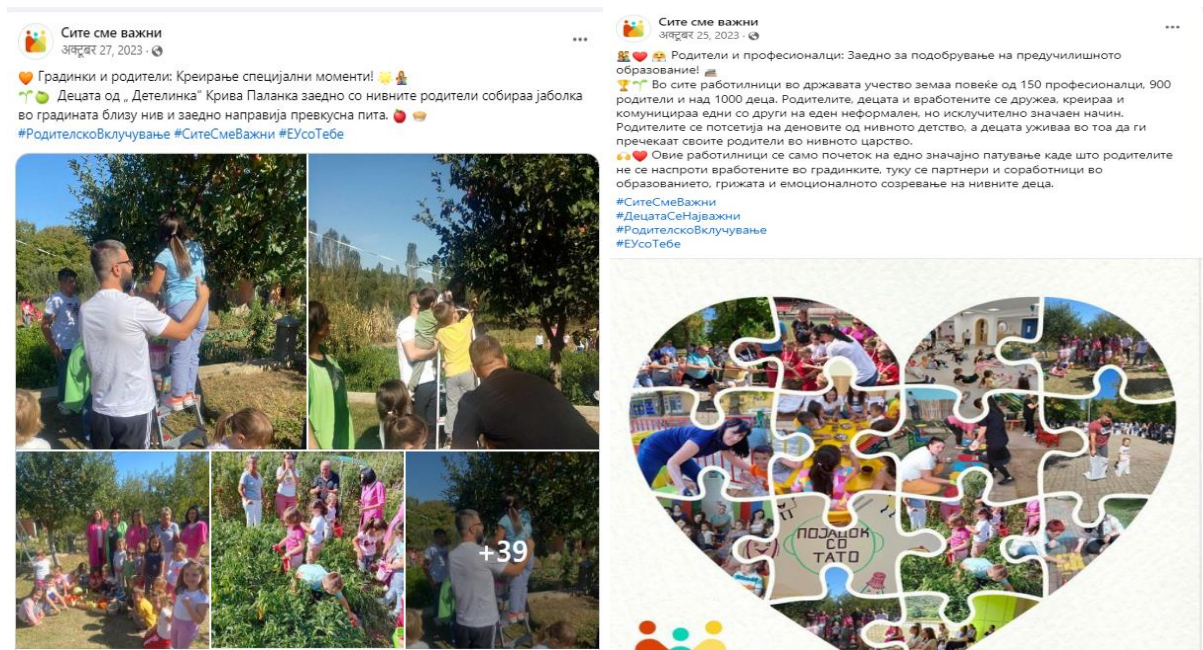 Сите сме важни
अक्टूबर 27, 2023 ·
🧡 Градинки и родители: Креирање специјални моменти! 🌟👩‍👧
🌱🍏 Децата од „ Детелинка“ Крива Паланка заедно со нивните родители собираа јаболка
во градината близу нив и заедно направија превкусна пита. 🍎 🥧
#РодителскоВклучување #СитеСмеВажни #ЕУсоТебе
+39
Сите сме важни
अक्टूबर 25, 2023 ·
👩‍👧‍👦❤️ 🤗 Родители и професионалци: Заедно за подобрување на предучилишното
образование! 📚
🏆🌱 Во сите работилници во државата учество земаа повеќе од 150 професионалци, 900
родители и над 1000 деца. Родителите, децата и вработените се дружеа, креираа и
комуницираа едни со други на еден неформален, но исклучително значаен начин.
Родителите се потсетија на деновите од нивното детство, а децата уживаа во тоа да ги
пречекаат своите родители во нивното царство.
🙌❤️ Овие работилници се само почеток на едно значајно патување каде што родителите
не се наспроти вработените во градинките, туку се партнери и соработници во
образованието, грижата и емоционалното созревање на нивните деца.
#СитеСмеВажни
#ДецатаСеНајважни
#РодителскоВклучување
#ЕУсоТебе
ПОЈАДОК
СО
ТАТО